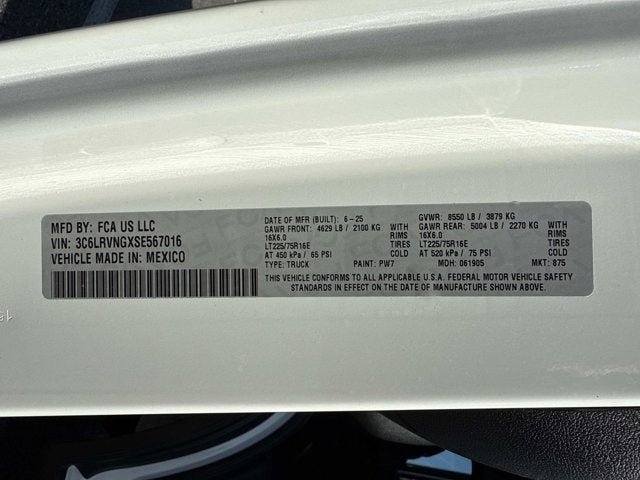 MFD BY: FCA US LLC
VIN: 3C6LRVNGXSE567016
VEHICLE MADE IN: MEXICO
DATE OF MFR (BUILT): 6-25 GVWR: 8550 LB / 3879 KG
GAWR FRONT: 4629 LB / 2100 KG WITH GAWR REAR: 5004 LB / 2270 KG WITH
16X6.0 RIMS 16X6.0 RIMS
LT225/75R16E TIRES LT225/75R16E TIRES
AT 450 kPa / 65 PSI COLD AT 520 kPa / 75 PSI COLD
TYPE: TRUCK PAINT: PW7 MDH: 061905 MKT: 875
THIS VEHICLE CONFORMS TO ALL APPLICABLE U.S.A. FEDERAL MOTOR VEHICLE SAFETY
STANDARDS IN EFFECT ON THE DATE OF MANUFACTURE SHOWN ABOVE